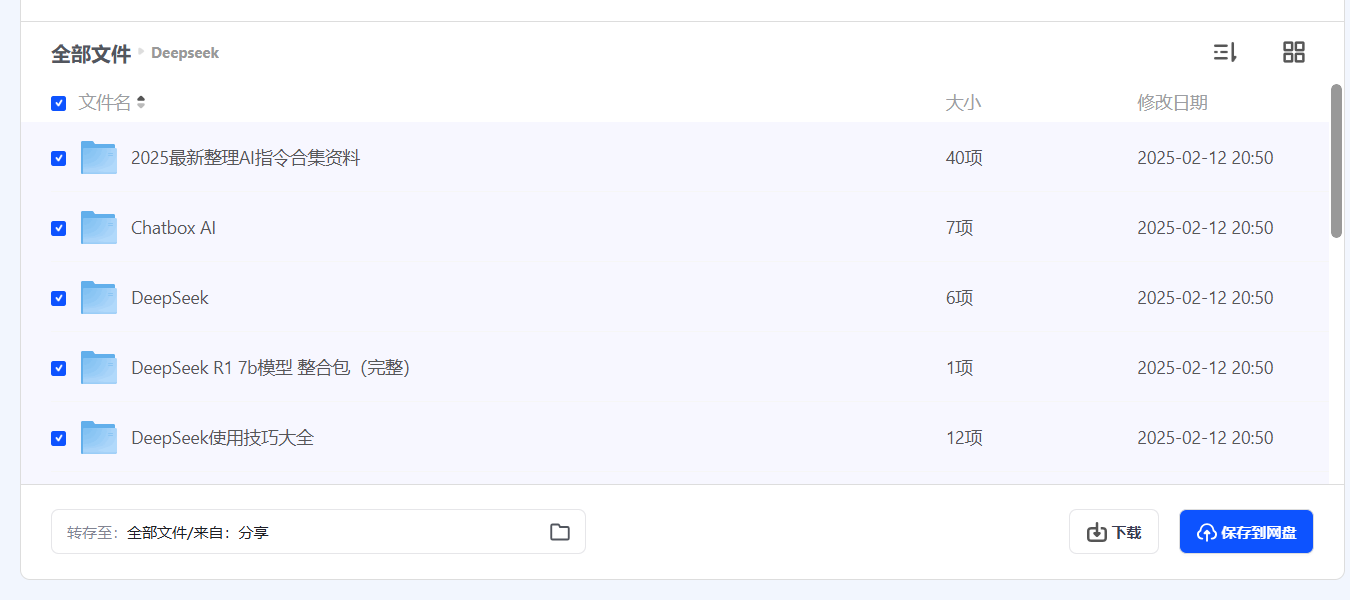 全部文件 Deepseek
文件名 大小 修改日期
2025最新整理AI指令合集资料 40项 2025-02-12 20:50
Chatbox AI 7项 2025-02-12 20:50
DeepSeek 6项 2025-02-12 20:50
DeepSeek R1 7b模型 整合包（完整） 1项 2025-02-12 20:50
DeepSeek使用技巧大全 12项 2025-02-12 20:50
转存至：全部文件/来自：分享 下载 保存到网盘